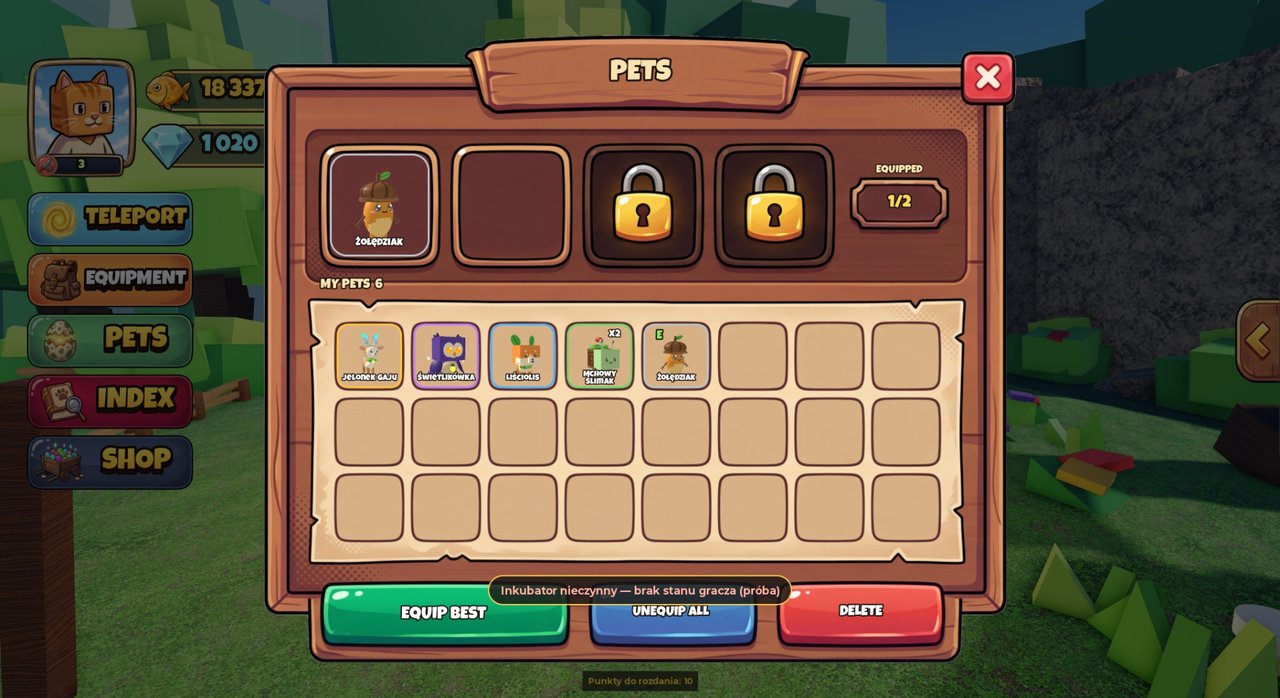 PETS
18 337
1 020
3
TELEPORT
EQUIPMENT
PETS
INDEX
SHOP
ŻOŁĘDZIAK
EQUIPPED
1/2
MY PETS 6
JELONEK GAJU
ŚWIETLIKÓWKA
LIŚCIOLIS
X2
MCHOWY
ŚLIMAK
E
ŻOŁĘDZIAK
Inkubator nieczynny — brak stanu gracza (próba)
EQUIP BEST
UNEQUIP ALL
DELETE
Punkty do rozdania: 10